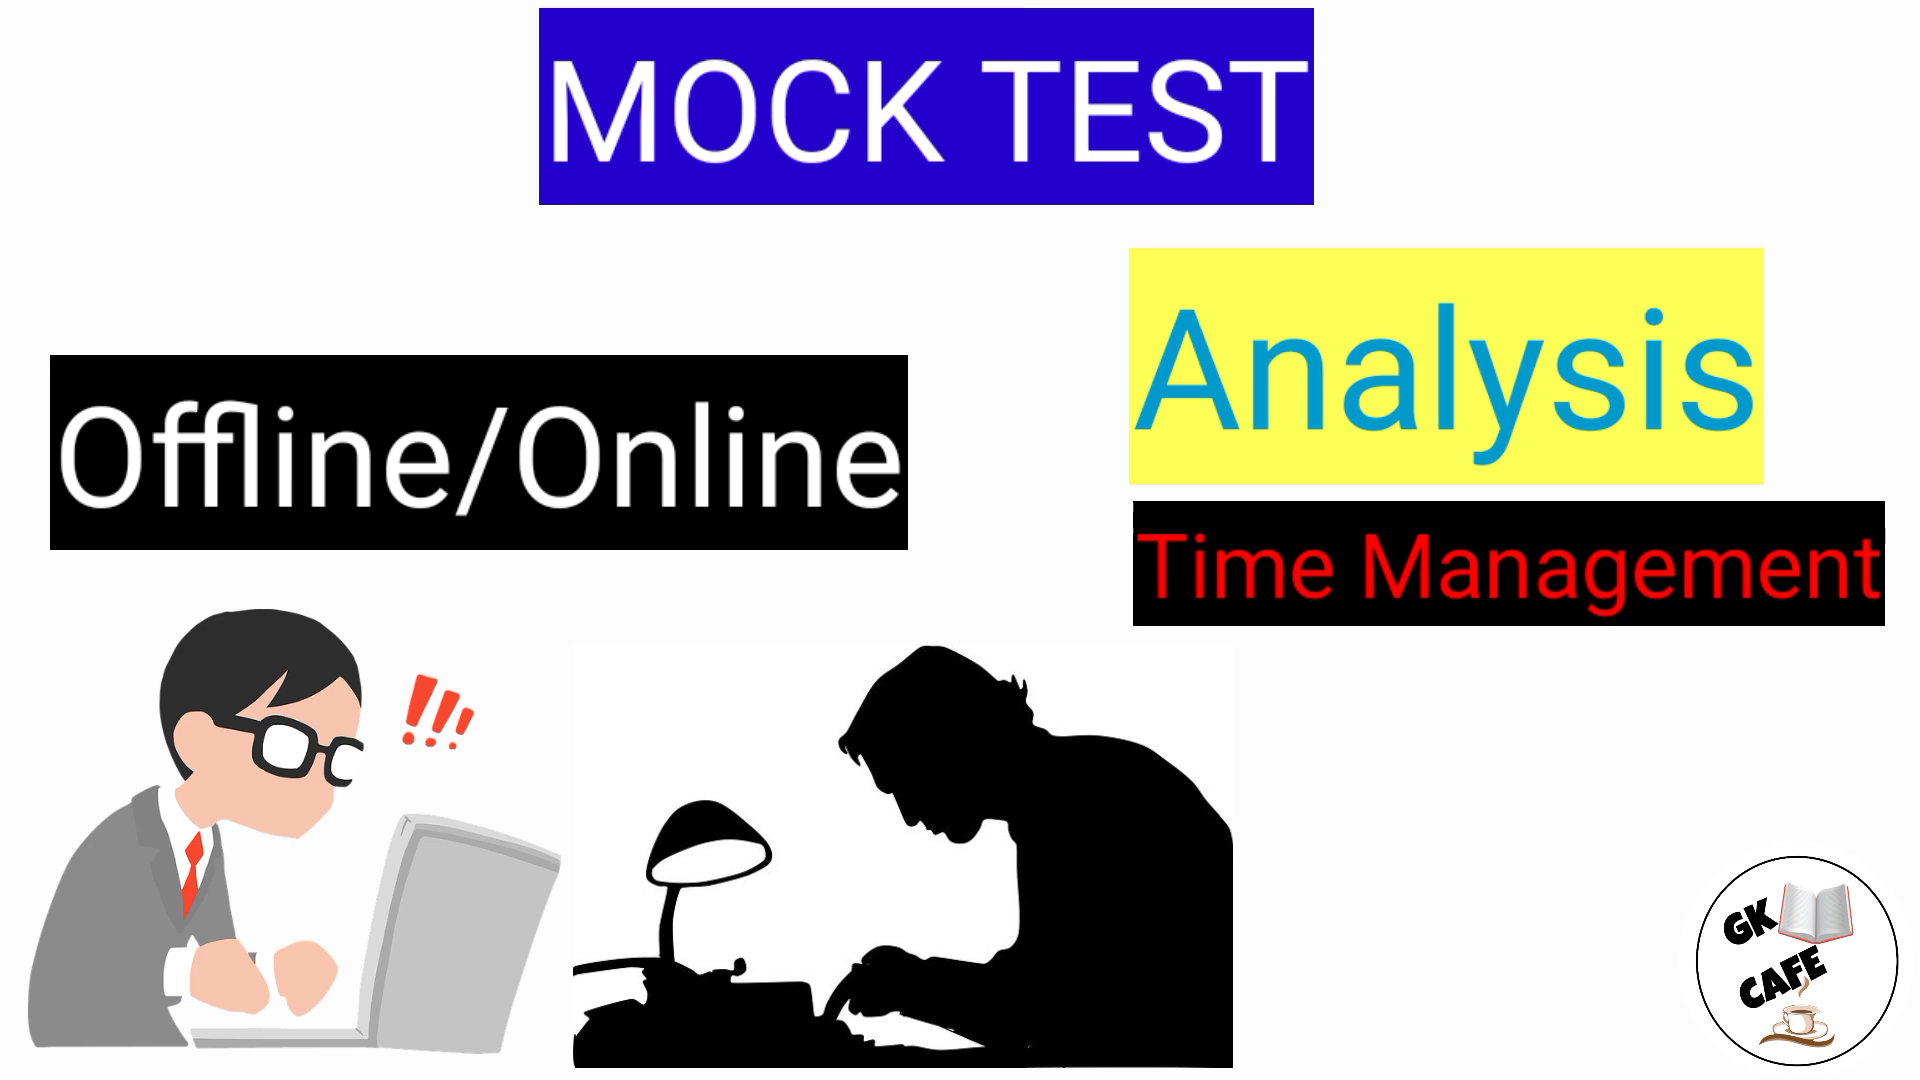 MOCK TEST
Analysis
Offline/Online
Time Management
!!!
GK
CAFE